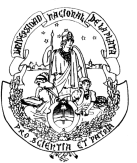 UNIVERSIDAD NACIONAL DE LA PLATA
PRO SCIENTIA ET PATRIA